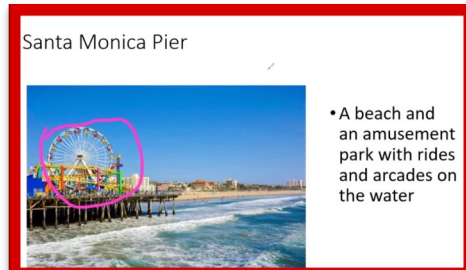 Santa Monica Pier
• A beach and
an amusement
park with rides
and arcades on
the water